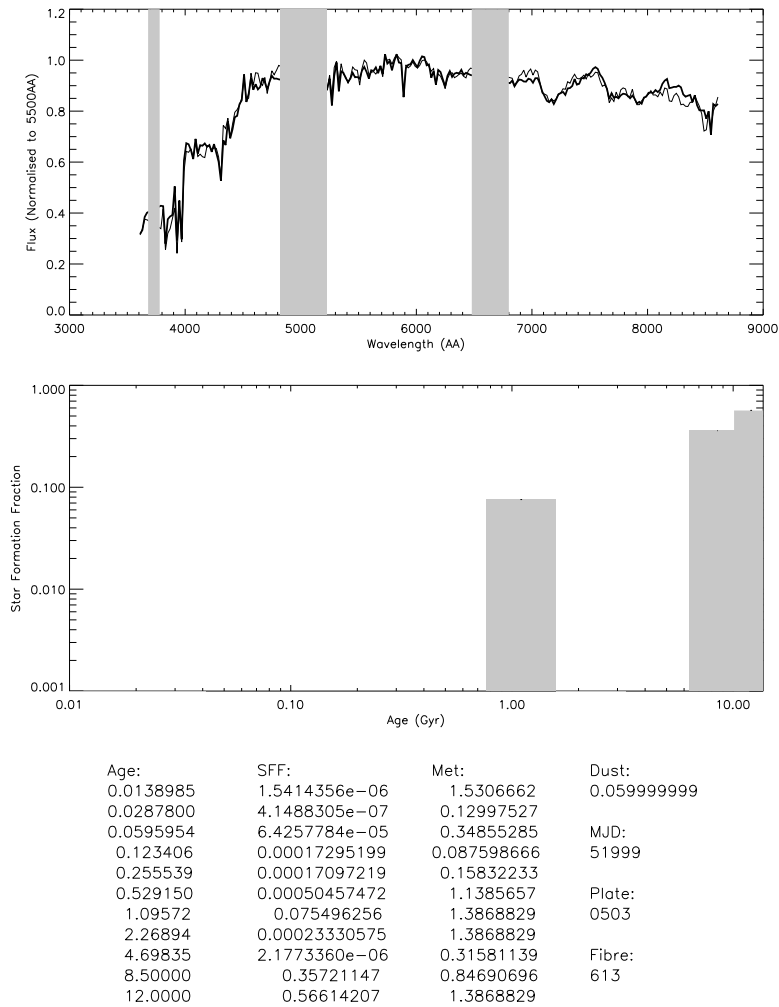 1.2
1.0
0.8
0.6
0.4
0.2
0.0
Flux (Normalised to 5500AA)
3000 4000 5000 6000 7000 8000 9000
Wavelength (AA)
1.000
0.100
0.010
0.001
Star Formation Fraction
0.01 0.10 1.00 10.00
Age (Gyr)
Age: SFF: Met: Dust:
0.0138985 1.5414356e-06 1.5306662 0.059999999
0.0287800 4.1488305e-07 0.12997527
0.0595954 6.4257784e-05 0.34855285 MJD:
0.123406 0.00017295199 0.087598666 51999
0.255539 0.00017097219 0.15832233
0.529150 0.00050457472 1.1385657 Plate:
1.09572 0.075496256 1.3868829 0503
2.26894 0.00023330575 1.3868829
4.69835 2.1773360e-06 0.31581139 Fibre:
8.50000 0.35721147 0.84690696 613
12.0000 0.56614207 1.3868829